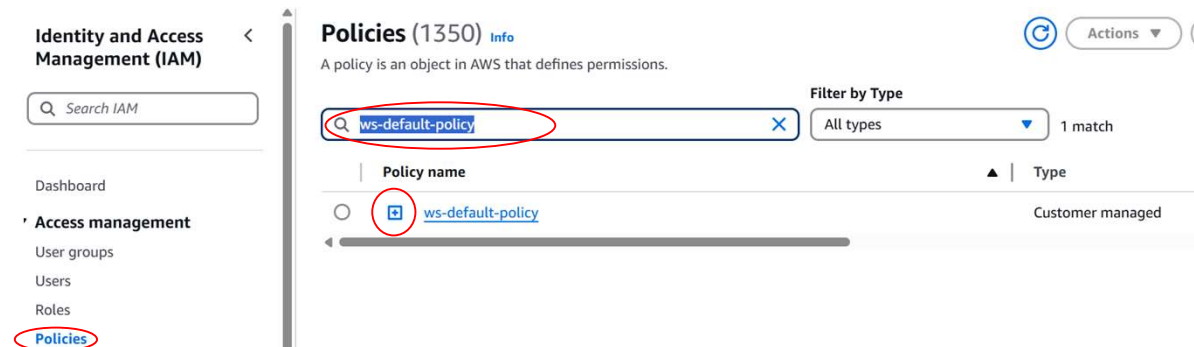 Identity and Access
Management (IAM)
Search IAM
Dashboard
Access management
User groups
Users
Roles
Policies
Policies (1350) Info
Actions
A policy is an object in AWS that defines permissions.
Filter by Type
ws-default-policy
All types
1 match
Policy name
Type
ws-default-policy
Customer managed